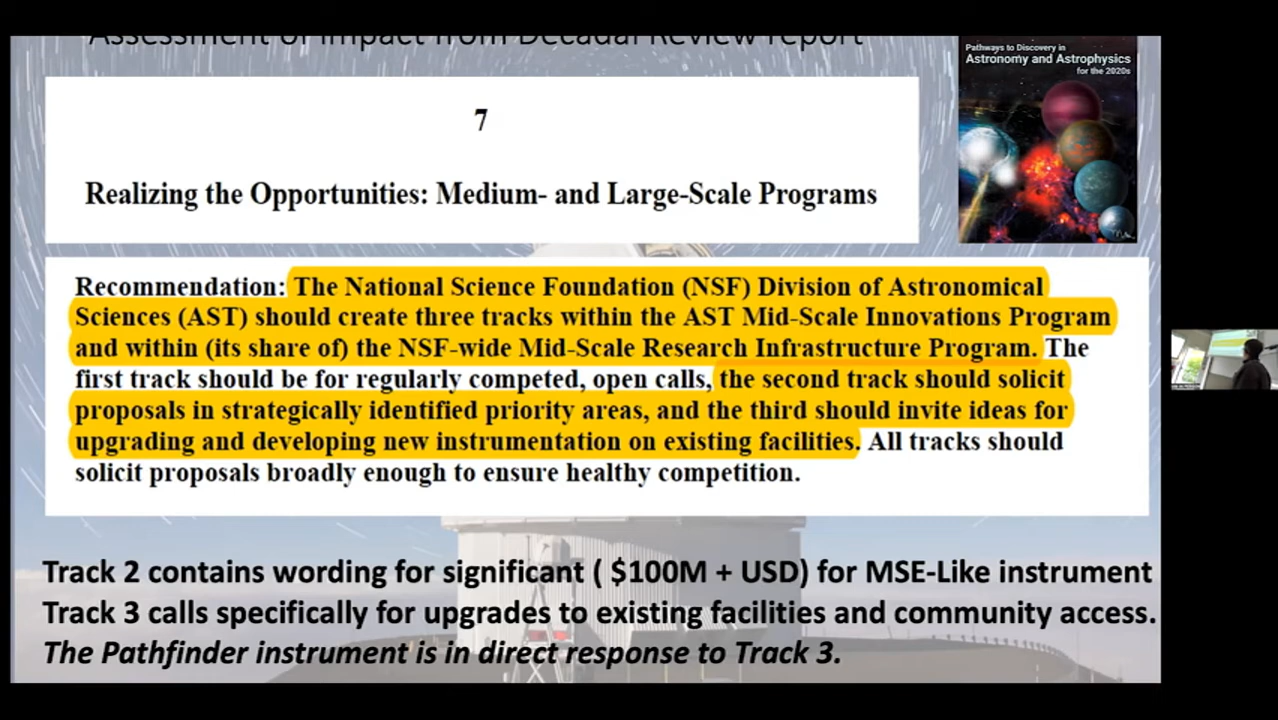 Assessment of Impact from Decadal Review report
Pathways to Discovery in
Astronomy and Astrophysics
for the 2020s
7
Realizing the Opportunities: Medium- and Large-Scale Programs
Recommendation: The National Science Foundation (NSF) Division of Astronomical
Sciences (AST) should create three tracks within the AST Mid-Scale Innovations Program
and within (its share of) the NSF-wide Mid-Scale Research Infrastructure Program. The
first track should be for regularly competed, open calls, the second track should solicit
proposals in strategically identified priority areas, and the third should invite ideas for
upgrading and developing new instrumentation on existing facilities. All tracks should
solicit proposals broadly enough to ensure healthy competition.
Track 2 contains wording for significant ( $100M + USD) for MSE-Like instrument
Track 3 calls specifically for upgrades to existing facilities and community access.
The Pathfinder instrument is in direct response to Track 3.